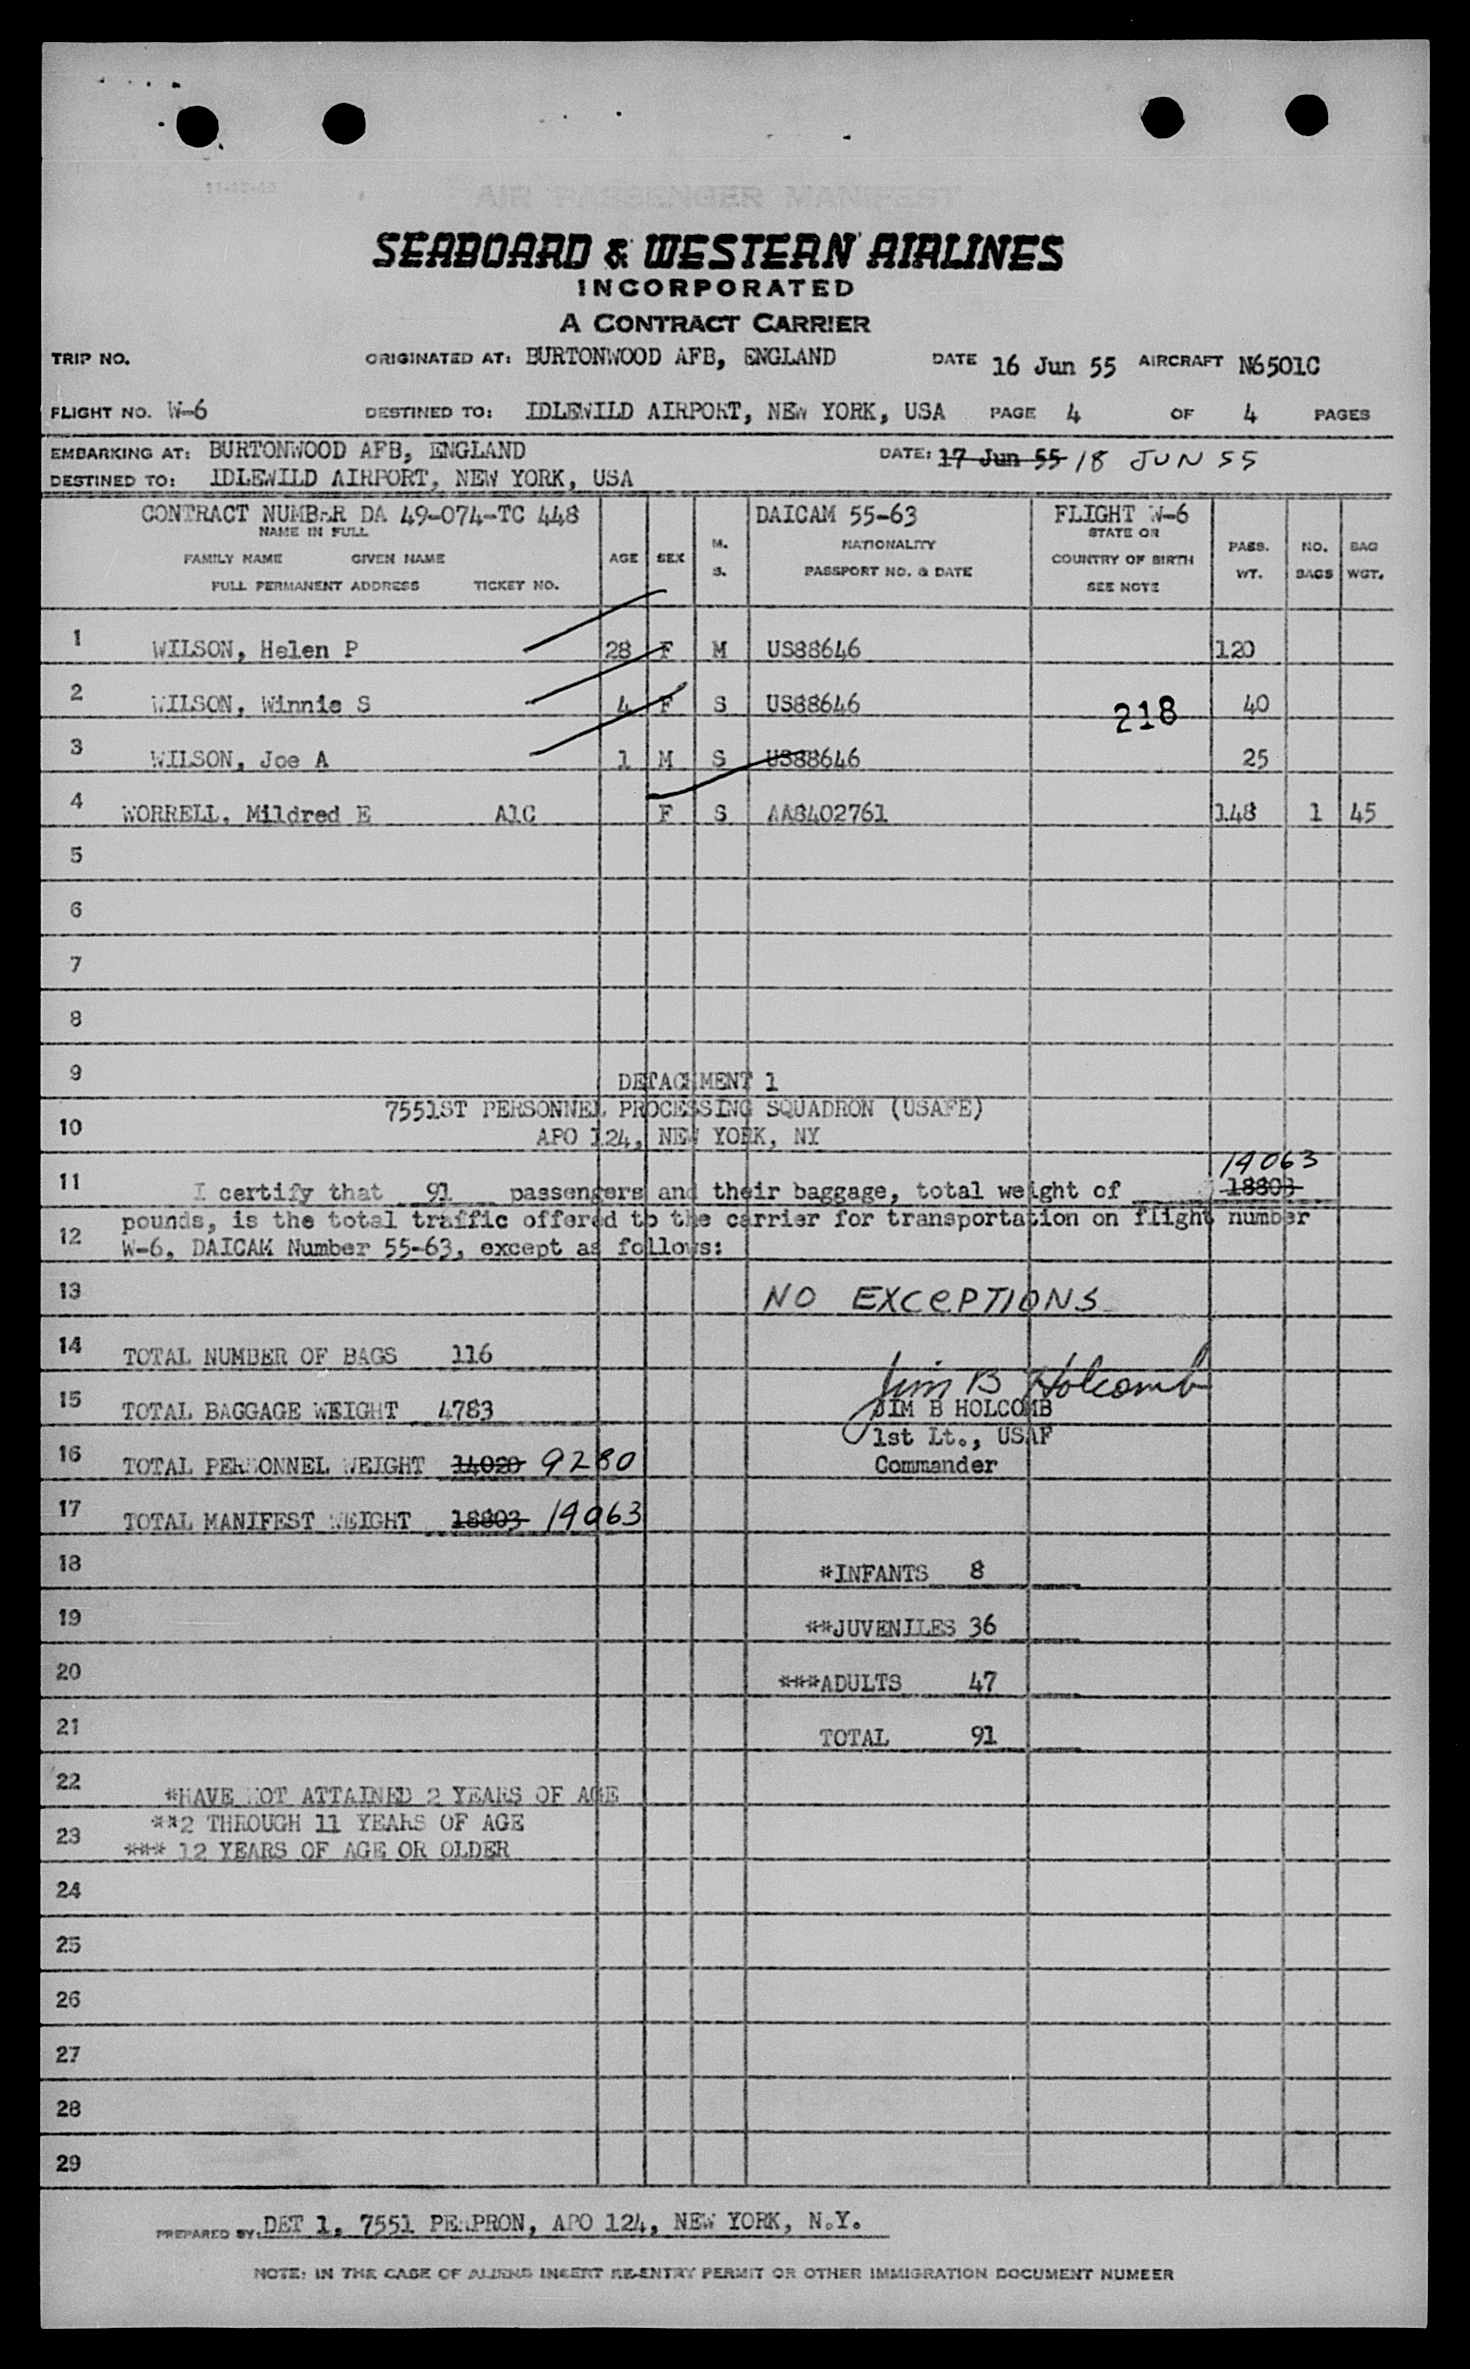 SEABOARD & WESTERN AIRLINES
INCORPORATED
A CONTRACT CARRIER
TRIP NO. ORIGINATED AT: BURTONWOOD AFB, ENGLAND DATE 16 Jun 55 AIRCRAFT N6501C
FLIGHT NO. W-6 DESTINED TO: IDLEWILD AIRPORT, NEW YORK, USA PAGE 4 OF 4 PAGES
EMBARKING AT: BURTONWOOD AFB, ENGLAND DATE: 17 Jun 55 18 JUN 55
DESTINED TO: IDLEWILD AIRPORT, NEW YORK, USA
CONTRACT NUMBER DA 49-074-TC 448 DAICAM 55-63 FLIGHT W-6
NAME IN FULL STATE OR
FAMILY NAME GIVEN NAME AGE SEX M. S. NATIONALITY COUNTRY OF BIRTH PASS. WT. NO. BAGS BAG WGT.
FULL PERMANENT ADDRESS TICKET NO. PASSPORT NO. & DATE SEE NOTE
1 WILSON, Helen P 28 F M US88646 120
2 WILSON, Winnie S 4 F S US88646 218 40
3 WILSON, Joe A 1 M S US88646 25
4 WORRELL, Mildred E A1C F S AA8402761 148 1 45
5
6
7
8
9 DETACHMENT 1
7551ST PERSONNEL PROCESSING SQUADRON (USAFE)
10 APO 124, NEW YORK, NY
14063
11 I certify that 91 passengers and their baggage, total weight of 18803
pounds, is the total traffic offered to the carrier for transportation on flight number
12 W-6, DAICAM Number 55-63, except as follows:
13 NO EXCEPTIONS
14 TOTAL NUMBER OF BAGS 116
Jim B Holcomb
15 TOTAL BAGGAGE WEIGHT 4783 JIM B HOLCOMB
1st Lt., USAF
16 TOTAL PERSONNEL WEIGHT 14020 9280 Commander
17 TOTAL MANIFEST WEIGHT 18803 14063
18 *INFANTS 8
19 **JUVENILES 36
20 ***ADULTS 47
21 TOTAL 91
22 *HAVE NOT ATTAINED 2 YEARS OF AGE
**2 THROUGH 11 YEARS OF AGE
23 *** 12 YEARS OF AGE OR OLDER
24
25
26
27
28
29
PREPARED BY: DET 1, 7551 PERPRON, APO 124, NEW YORK, N.Y.
NOTE: IN THE CASE OF ALIENS INSERT RE-ENTRY PERMIT OR OTHER IMMIGRATION DOCUMENT NUMBER